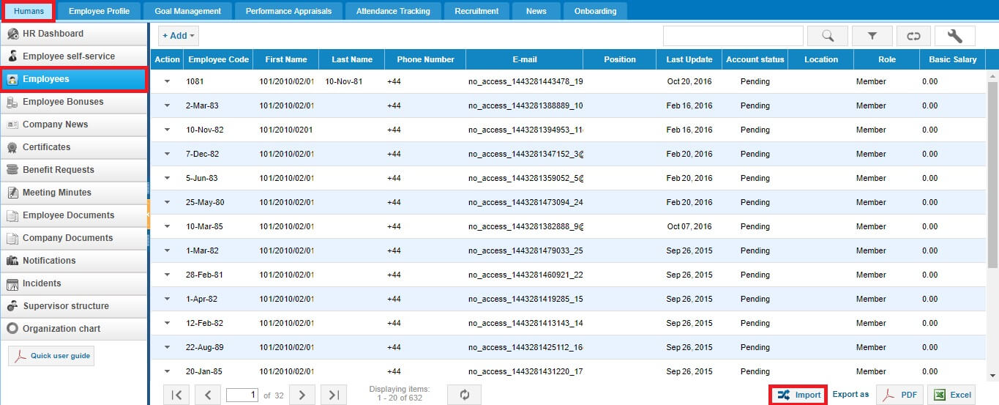 Humans Employee Profile Goal Management Performance Appraisals Attendance Tracking Recruitment News Onboarding
HR Dashboard
Employee self-service
Employees
Employee Bonuses
Company News
Certificates
Benefit Requests
Meeting Minutes
Employee Documents
Company Documents
Notifications
Incidents
Supervisor structure
Organization chart
Quick user guide
+ Add
Action Employee Code First Name Last Name Phone Number E-mail Position Last Update Account status Location Role Basic Salary
1081 101/2010/02/01 10-Nov-81 +44 no_access_1443281443478_19 Oct 20, 2016 Pending Member 0.00
2-Mar-83 101/2010/02/01 +44 no_access_1443281388889_10 Feb 16, 2016 Pending Member 0.00
10-Nov-82 101/2010/0201 +44 no_access_1443281394953_11 Feb 16, 2016 Pending Member 0.00
7-Dec-82 101/2010/02/01 +44 no_access_1443281347152_3@ Feb 20, 2016 Pending Member 0.00
5-Jun-83 101/2010/02/01 +44 no_access_1443281359052_5@ Feb 20, 2016 Pending Member 0.00
25-May-80 101/2010/02/01 +44 no_access_1443281473094_24 Feb 20, 2016 Pending Member 0.00
10-Mar-85 101/2010/02/01 +44 no_access_1443281382888_9@ Oct 07, 2016 Pending Member 0.00
1-Mar-82 101/2010/02/01 +44 no_access_1443281479033_25 Sep 26, 2015 Pending Member 0.00
28-Feb-81 101/2010/02/01 +44 no_access_1443281460921_22 Sep 26, 2015 Pending Member 0.00
1-Apr-82 101/2010/02/01 +44 no_access_1443281419285_15 Sep 26, 2015 Pending Member 0.00
12-Feb-82 101/2010/02/01 +44 no_access_1443281413143_14 Sep 26, 2015 Pending Member 0.00
22-Aug-89 101/2010/02/01 +44 no_access_1443281425112_16 Sep 26, 2015 Pending Member 0.00
20-Jan-85 101/2010/02/01 +44 no_access_1443281431220_17 Sep 26, 2015 Pending Member 0.00
1 of 32 Displaying items:
1 - 20 of 632
Import Export as PDF Excel